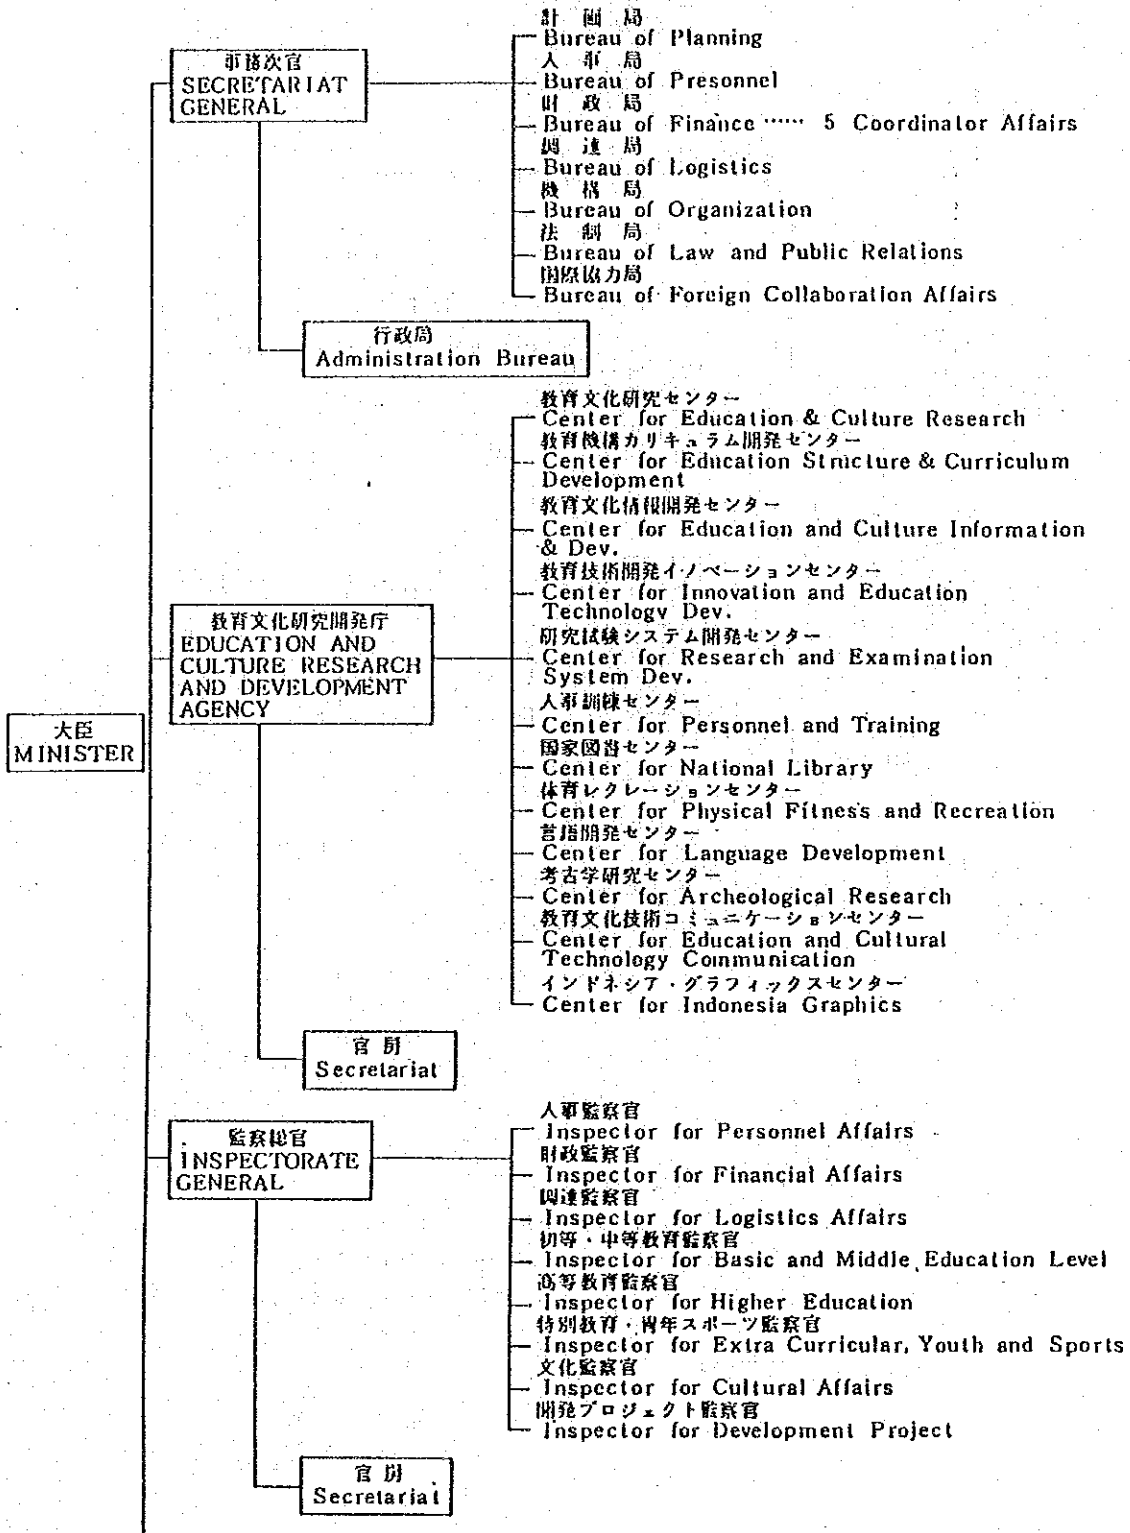 計画局
Bureau of Planning
人事局
Bureau of Presonnel
財政局
Bureau of Finance …… 5 Coordinator Affairs
調達局
Bureau of Logistics
機構局
Bureau of Organization
法制局
Bureau of Law and Public Relations
国際協力局
Bureau of Foreign Collaboration Affairs
事務次官
SECRETARIAT
GENERAL
行政局
Administration Bureau
教育文化研究センター
Center for Education & Culture Research
教育機構カリキュラム開発センター
Center for Education Structure & Curriculum
Development
教育文化情報開発センター
Center for Education and Culture Information
& Dev.
教育技術開発イノベーションセンター
Center for Innovation and Education
Technology Dev.
研究試験システム開発センター
Center for Research and Examination
System Dev.
人事訓練センター
Center for Personnel and Training
国家図書センター
Center for National Library
体育レクレーションセンター
Center for Physical Fitness and Recreation
言語開発センター
Center for Language Development
考古学研究センター
Center for Archeological Research
教育文化技術コミュニケーションセンター
Center for Education and Cultural
Technology Communication
インドネシア・グラフィックスセンター
Center for Indonesia Graphics
教育文化研究開発庁
EDUCATION AND
CULTURE RESEARCH
AND DEVELOPMENT
AGENCY
大臣
MINISTER
官房
Secretariat
人事監察官
Inspector for Personnel Affairs
財政監察官
Inspector for Financial Affairs
調達監察官
Inspector for Logistics Affairs
初等・中等教育監察官
Inspector for Basic and Middle Education Level
高等教育監察官
Inspector for Higher Education
特別教育・青年スポーツ監察官
Inspector for Extra Curricular, Youth and Sports
文化監察官
Inspector for Cultural Affairs
開発プロジェクト監察官
Inspector for Development Project
監察総官
INSPECTORATE
GENERAL
官房
Secretariat